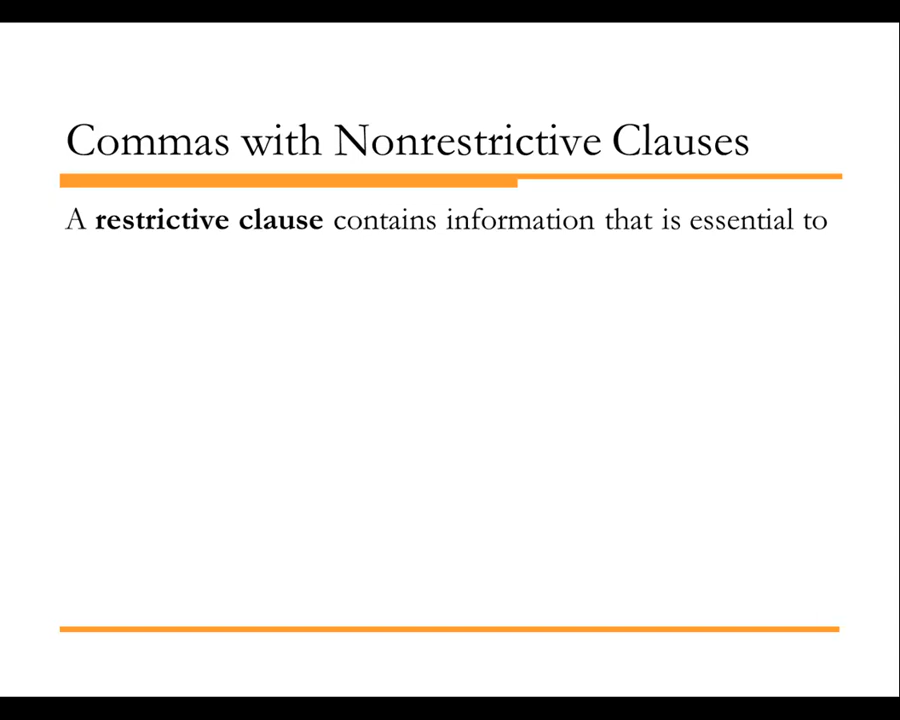 Commas with Nonrestrictive Clauses
A restrictive clause contains information that is essential to